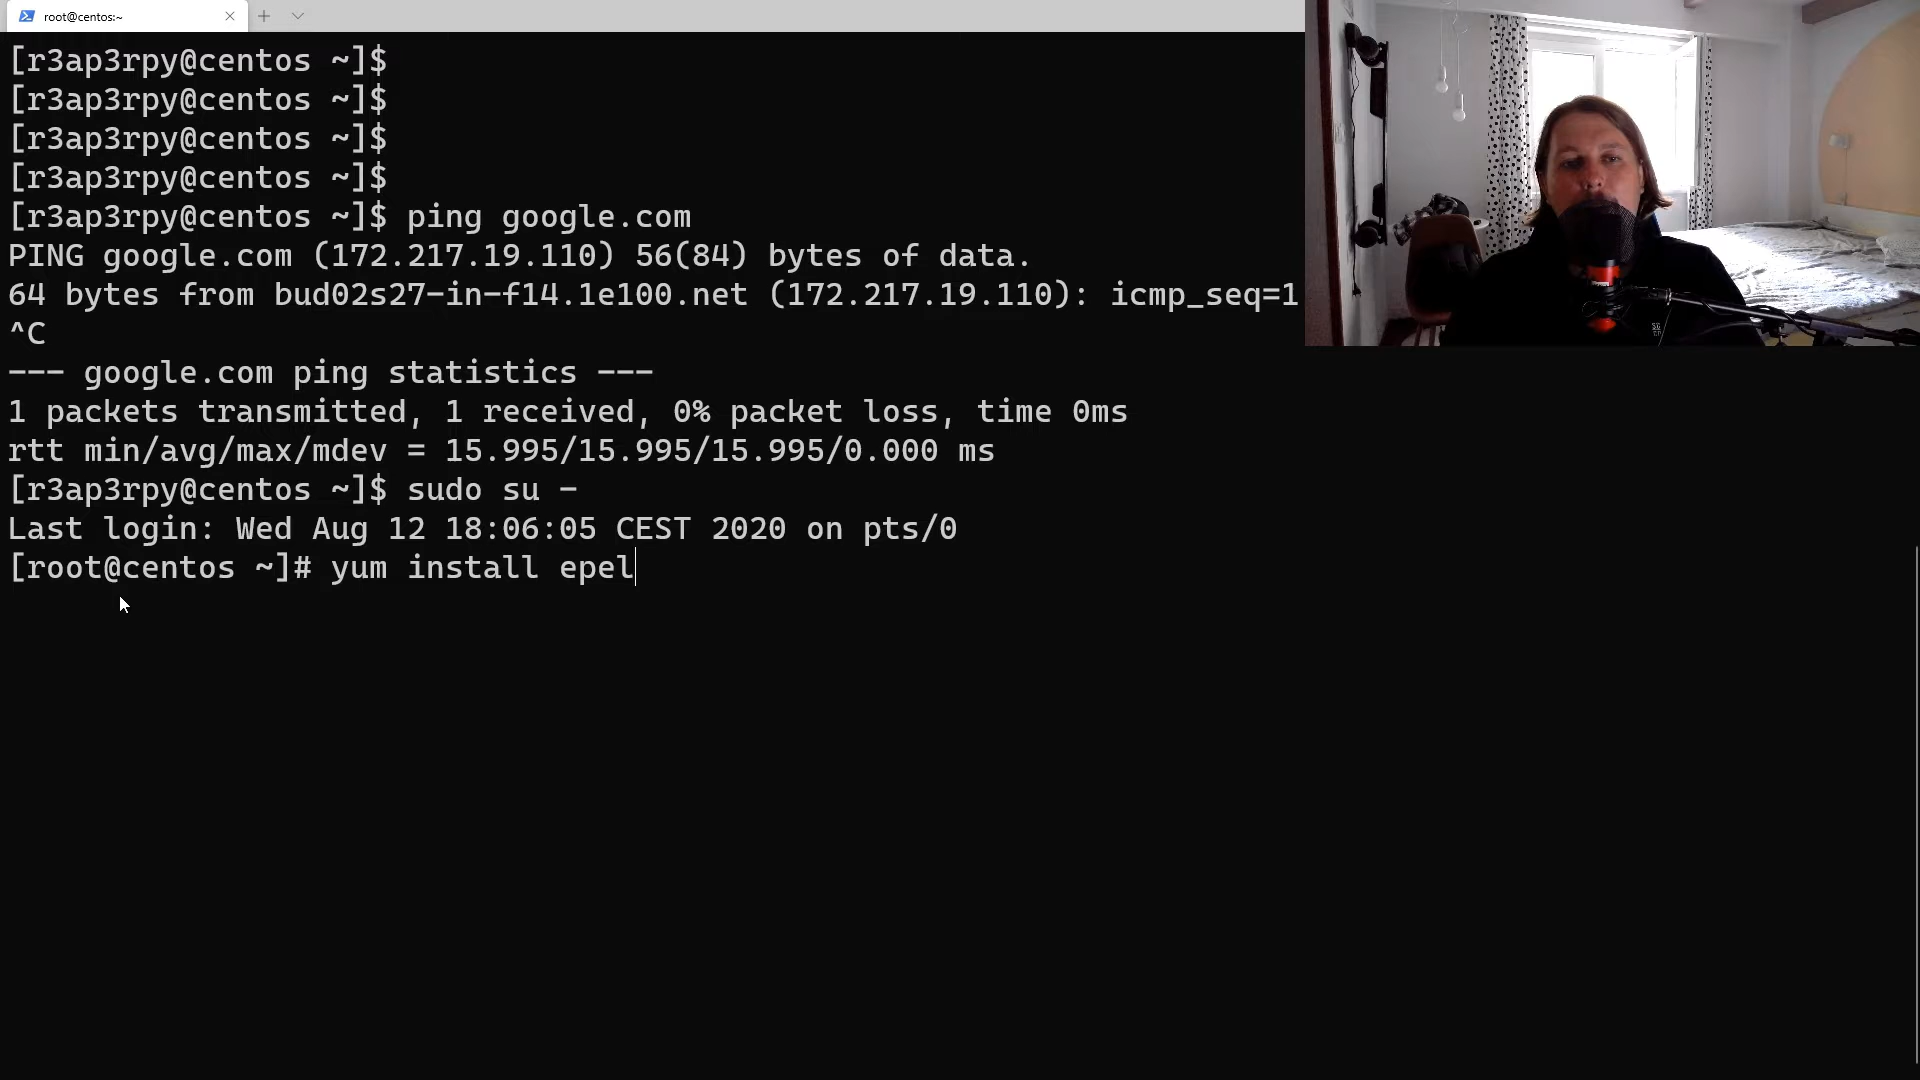 root@centos:~
[r3ap3rpy@centos ~]$
[r3ap3rpy@centos ~]$
[r3ap3rpy@centos ~]$
[r3ap3rpy@centos ~]$
[r3ap3rpy@centos ~]$ ping google.com
PING google.com (172.217.19.110) 56(84) bytes of data.
64 bytes from bud02s27-in-f14.1e100.net (172.217.19.110): icmp_seq=1
^C
--- google.com ping statistics ---
1 packets transmitted, 1 received, 0% packet loss, time 0ms
rtt min/avg/max/mdev = 15.995/15.995/15.995/0.000 ms
[r3ap3rpy@centos ~]$ sudo su -
Last login: Wed Aug 12 18:06:05 CEST 2020 on pts/0
[root@centos ~]# yum install epel